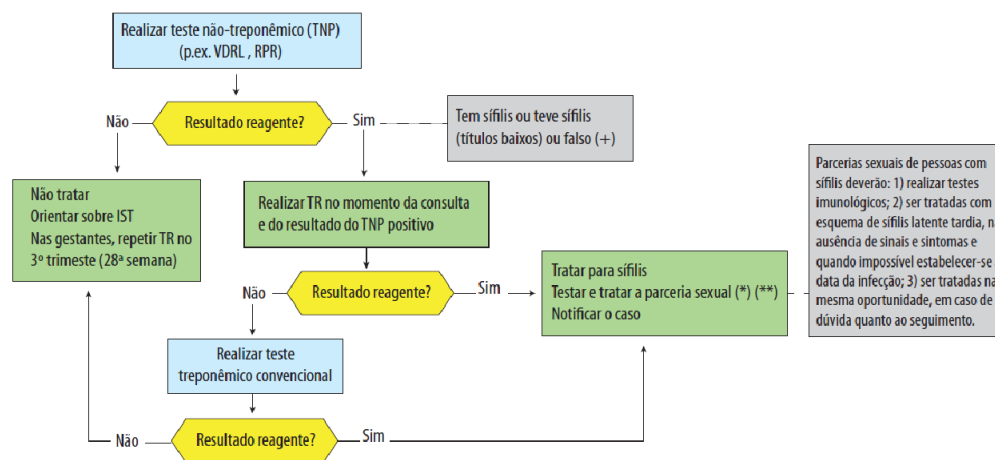 Realizar teste não-treponêmico (TNP)
(p.ex. VDRL , RPR)
Não
Resultado reagente?
Sim
Tem sífilis ou teve sífilis
(títulos baixos) ou falso (+)
Não tratar
Orientar sobre IST
Nas gestantes, repetir TR no
3º trimestre (28ª semana)
Realizar TR no momento da consulta
e do resultado do TNP positivo
Parcerias sexuais de pessoas com
sífilis deverão: 1) realizar testes
imunológicos; 2) ser tratadas com
esquema de sífilis latente tardia, na
ausência de sinais e sintomas e
quando impossível estabelecer-se a
data da infecção; 3) ser tratadas na
mesma oportunidade, em caso de
dúvida quanto ao seguimento.
Não
Resultado reagente?
Sim
Tratar para sífilis
Testar e tratar a parceria sexual (*) (**)
Notificar o caso
Realizar teste
treponêmico convencional
Não
Resultado reagente?
Sim